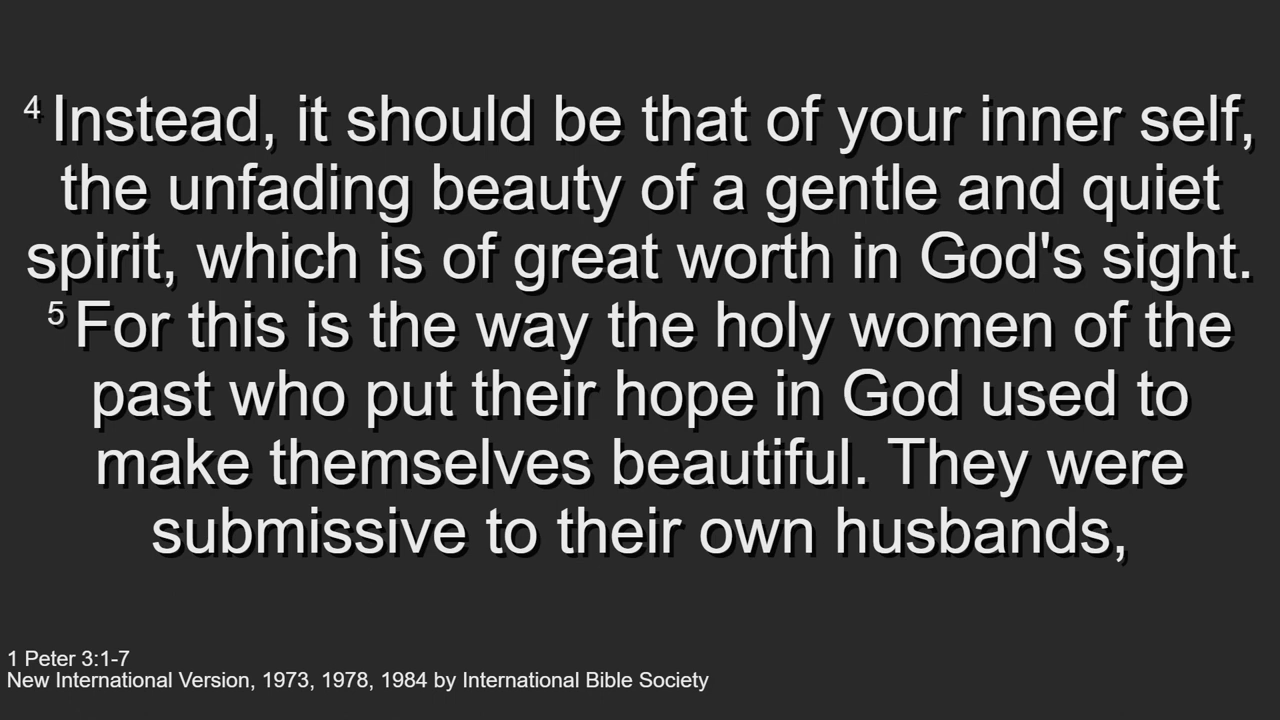 4 Instead, it should be that of your inner self,
the unfading beauty of a gentle and quiet
spirit, which is of great worth in God's sight.
5 For this is the way the holy women of the
past who put their hope in God used to
make themselves beautiful. They were
submissive to their own husbands,
1 Peter 3:1-7
New International Version, 1973, 1978, 1984 by International Bible Society